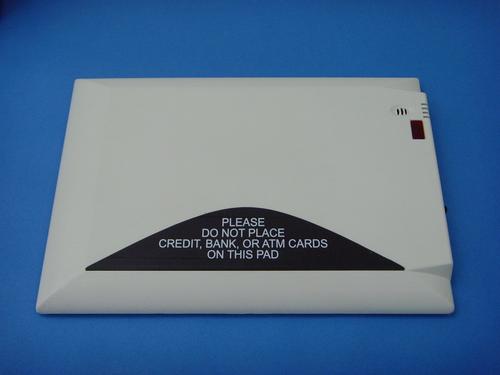 PLEASE
DO NOT PLACE
CREDIT, BANK, OR ATM CARDS
ON THIS PAD